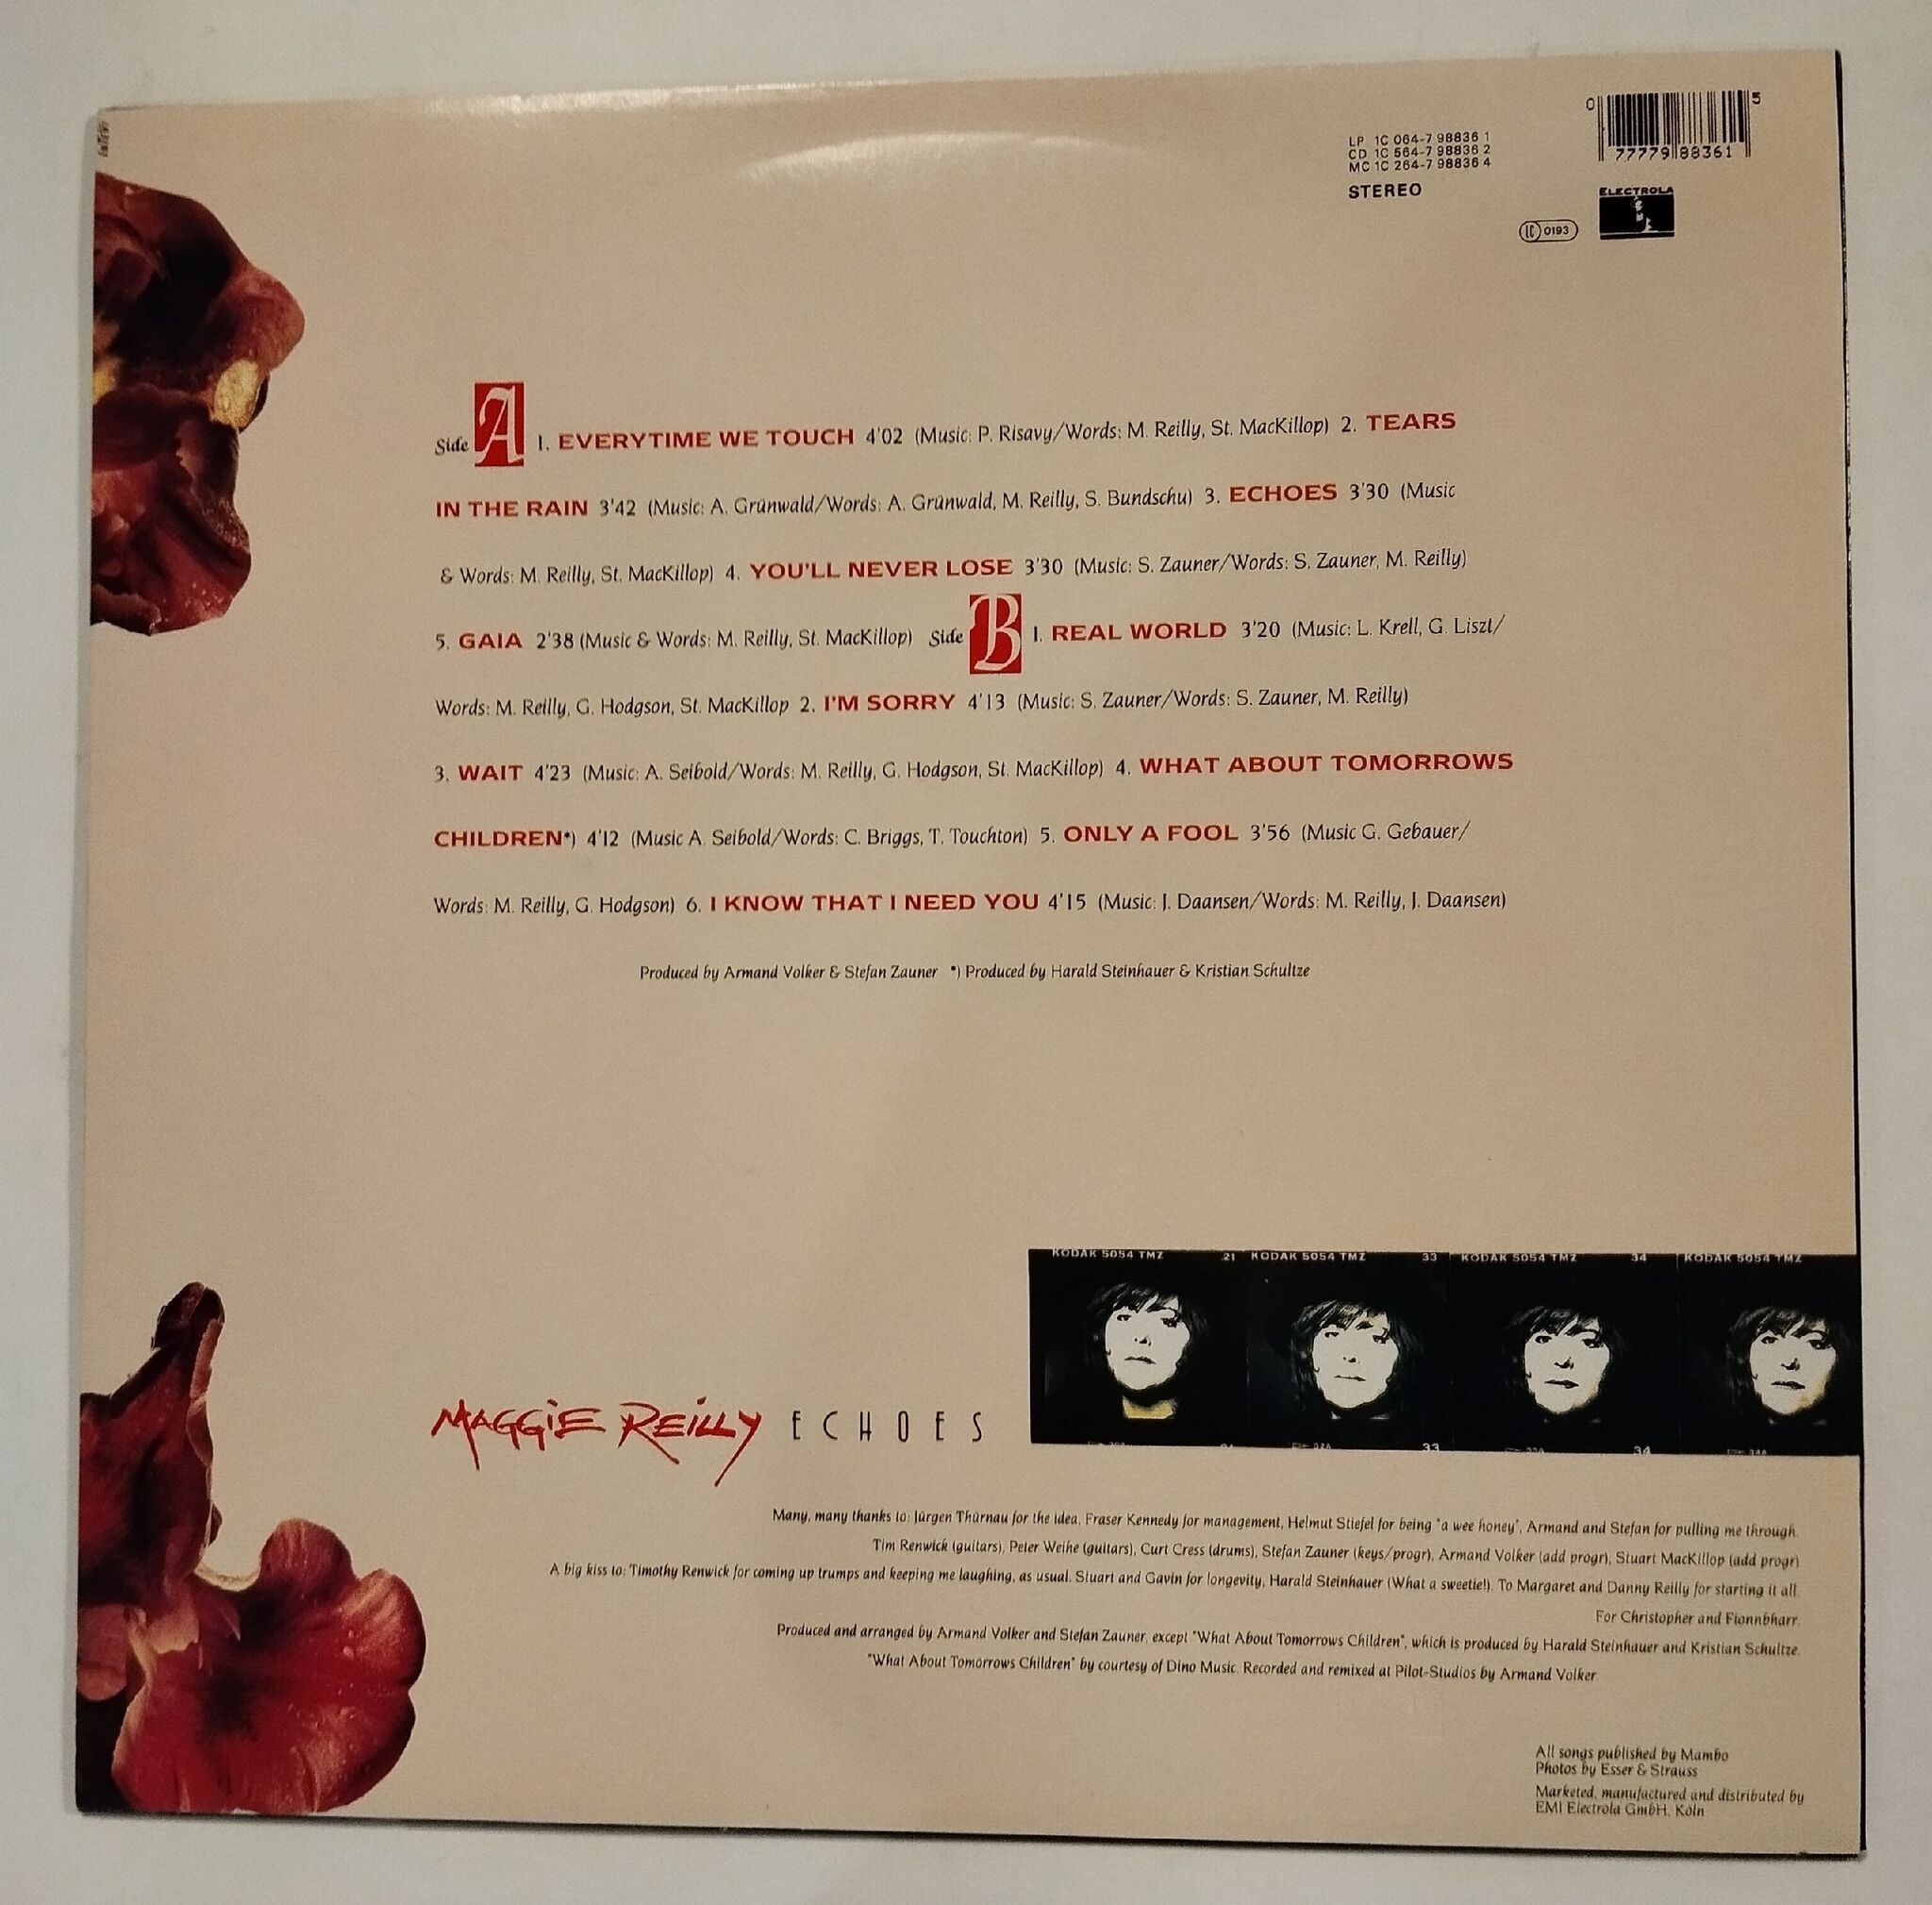 LP 1C 064-7 98836 1
CD 1C 564-7 98836 2
MC 1C 264-7 98836 4
STEREO
0 77779 88361 5
ELECTROLA
LC 0193
Side A 1. EVERYTIME WE TOUCH 4'02 (Music: P. Risavy/Words: M. Reilly, St. MacKillop) 2. TEARS
IN THE RAIN 3'42 (Music: A. Grünwald/Words: A. Grünwald, M. Reilly, S. Bundschu) 3. ECHOES 3'30 (Music
& Words: M. Reilly, St. MacKillop) 4. YOU'LL NEVER LOSE 3'30 (Music: S. Zauner/Words: S. Zauner, M. Reilly)
5. GAIA 2'38 (Music & Words: M. Reilly, St. MacKillop) Side B 1. REAL WORLD 3'20 (Music: L. Krell, G. Liszt/
Words: M. Reilly, G. Hodgson, St. MacKillop 2. I'M SORRY 4'13 (Music: S. Zauner/Words: S. Zauner, M. Reilly)
3. WAIT 4'23 (Music: A. Seibold/Words: M. Reilly, G. Hodgson, St. MacKillop) 4. WHAT ABOUT TOMORROWS
CHILDREN*) 4'12 (Music A. Seibold/Words: C. Briggs, T. Touchton) 5. ONLY A FOOL 3'56 (Music G. Gebauer/
Words: M. Reilly, G. Hodgson) 6. I KNOW THAT I NEED YOU 4'15 (Music: J. Daansen/Words: M. Reilly, J. Daansen)
Produced by Armand Volker & Stefan Zauner *) Produced by Harald Steinhauer & Kristian Schultze
KODAK 5054 TMZ 21 KODAK 5054 TMZ 33 KODAK 5054 TMZ 34 KODAK 5054 TMZ
33 34
MAGGIE REILLY ECHOES
Many, many thanks to: Jürgen Thürnau for the idea, Fraser Kennedy for management, Helmut Stiefel for being "a wee honey", Armand and Stefan for pulling me through.
Tim Renwick (guitars), Peter Weihe (guitars), Curt Cress (drums), Stefan Zauner (keys/progr), Armand Volker (add progr), Stuart MacKillop (add progr)
A big kiss to: Timothy Renwick for coming up trumps and keeping me laughing, as usual. Stuart and Gavin for longevity, Harald Steinhauer (What a sweetie!). To Margaret and Danny Reilly for starting it all.
For Christopher and Fionnbharr.
Produced and arranged by Armand Volker and Stefan Zauner, except "What About Tomorrows Children", which is produced by Harald Steinhauer and Kristian Schultze.
"What About Tomorrows Children" by courtesy of Dino Music. Recorded and remixed at Pilot-Studios by Armand Volker
All songs published by Mambo
Photos by Esser & Strauss
Marketed, manufactured and distributed by
EMI Electrola GmbH, Köln